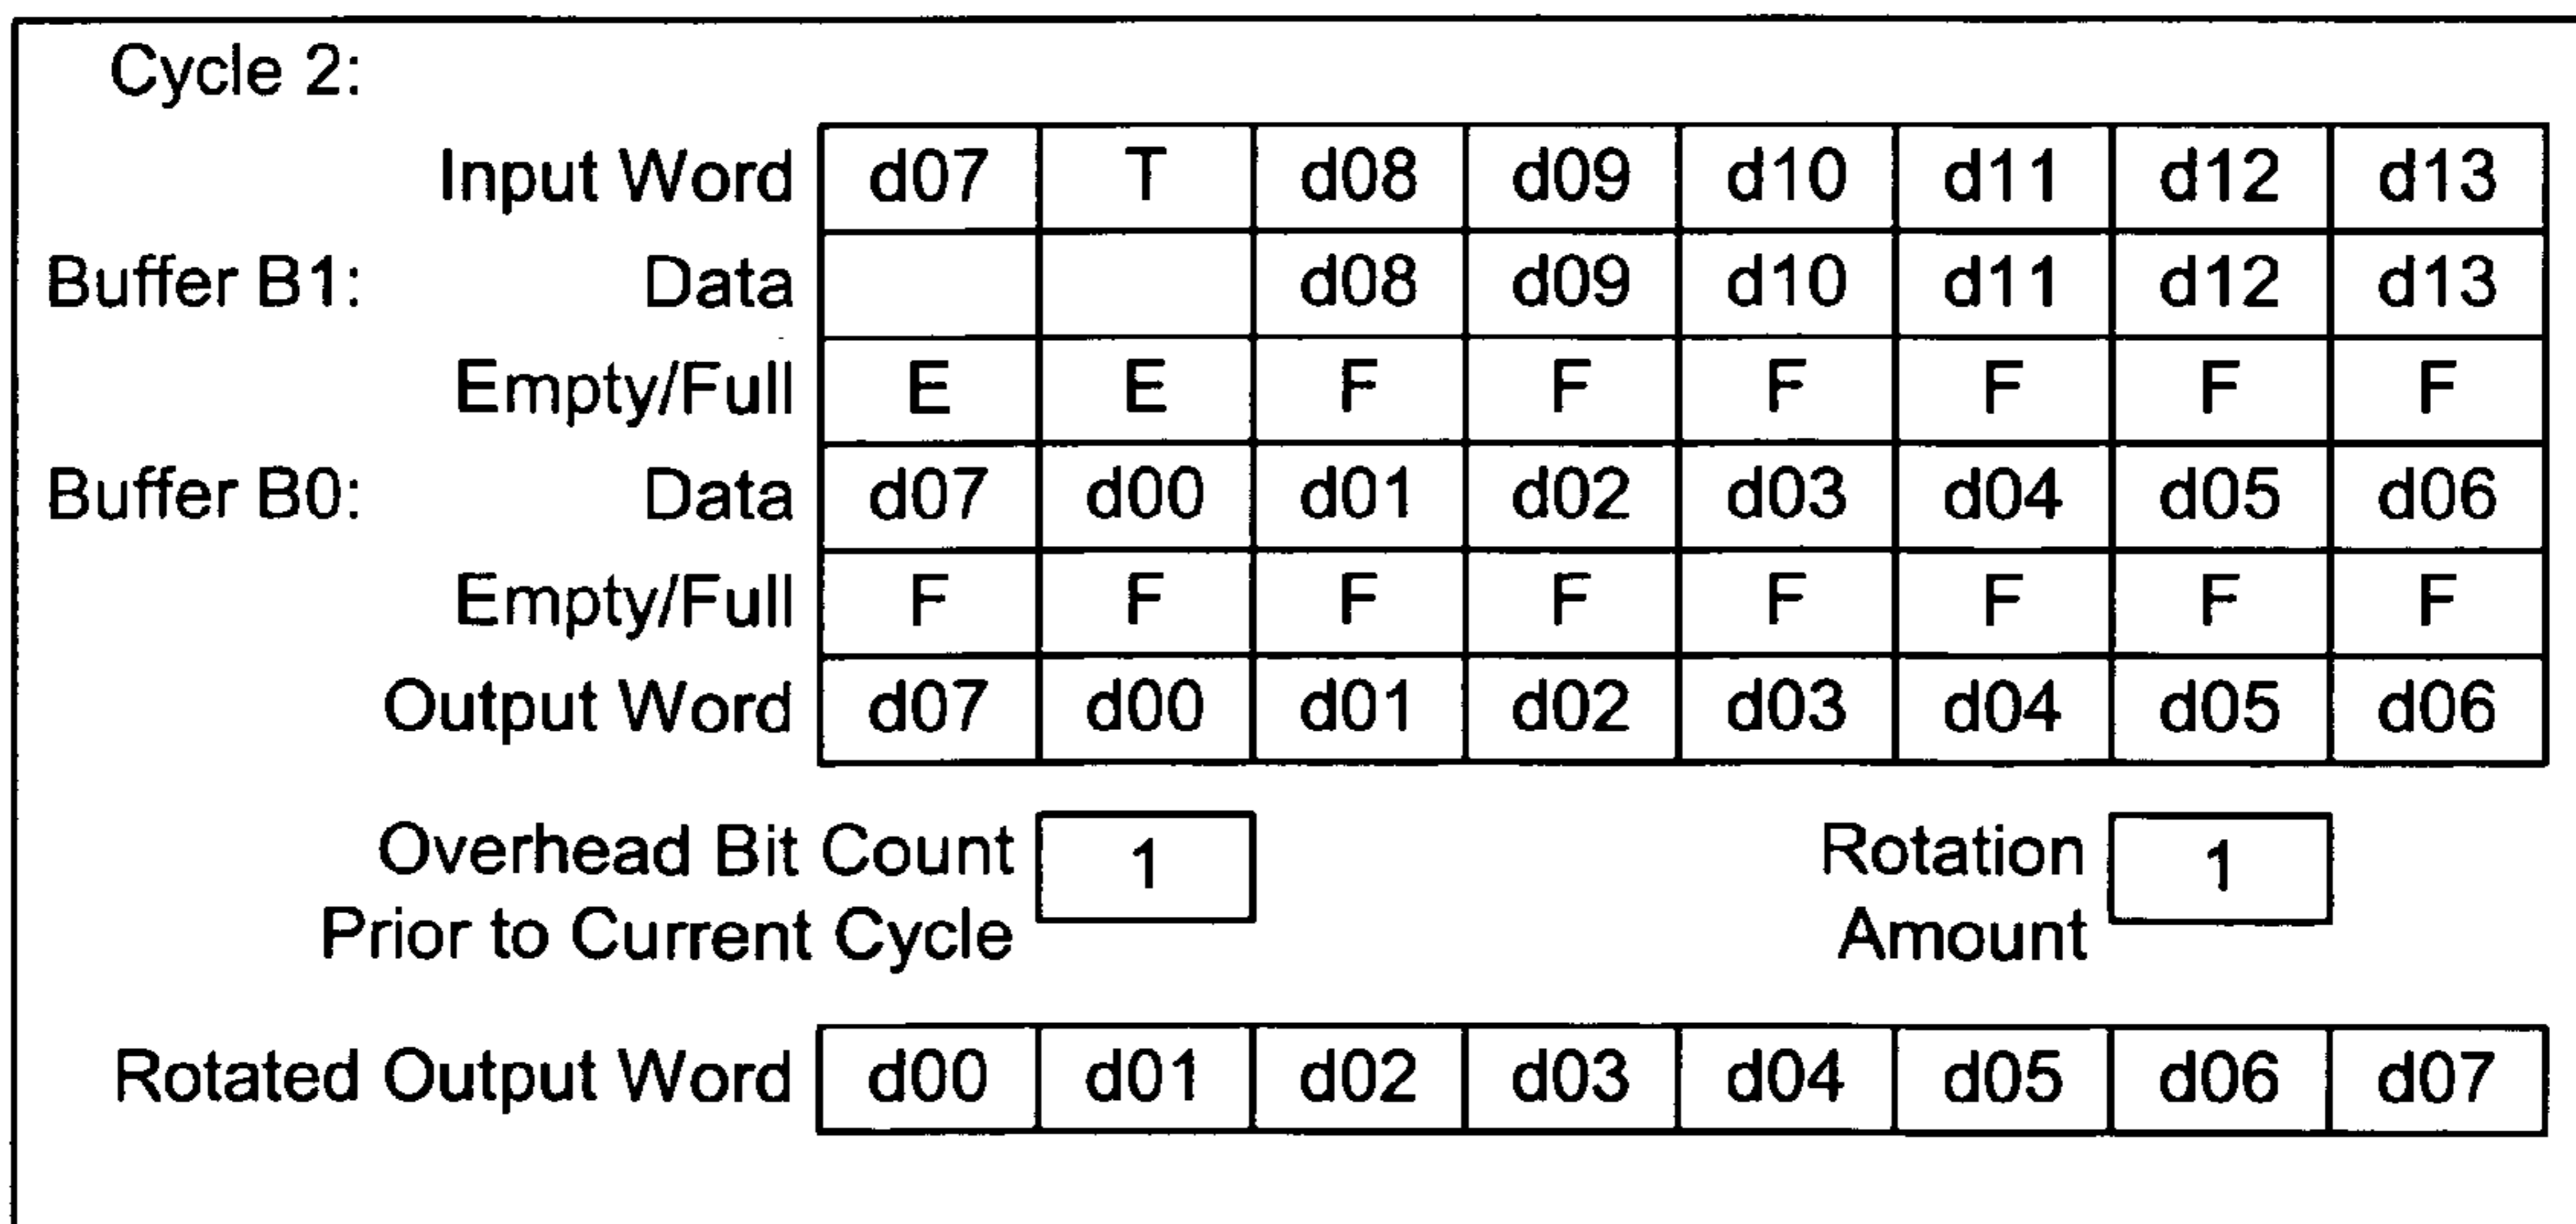 Cycle 2:
Input Word d07 T d08 d09 d10 d11 d12 d13
Buffer B1: Data d08 d09 d10 d11 d12 d13
Empty/Full E E F F F F F F
Buffer B0: Data d07 d00 d01 d02 d03 d04 d05 d06
Empty/Full F F F F F F F F
Output Word d07 d00 d01 d02 d03 d04 d05 d06
Overhead Bit Count 1 Rotation 1
Prior to Current Cycle Amount
Rotated Output Word d00 d01 d02 d03 d04 d05 d06 d07